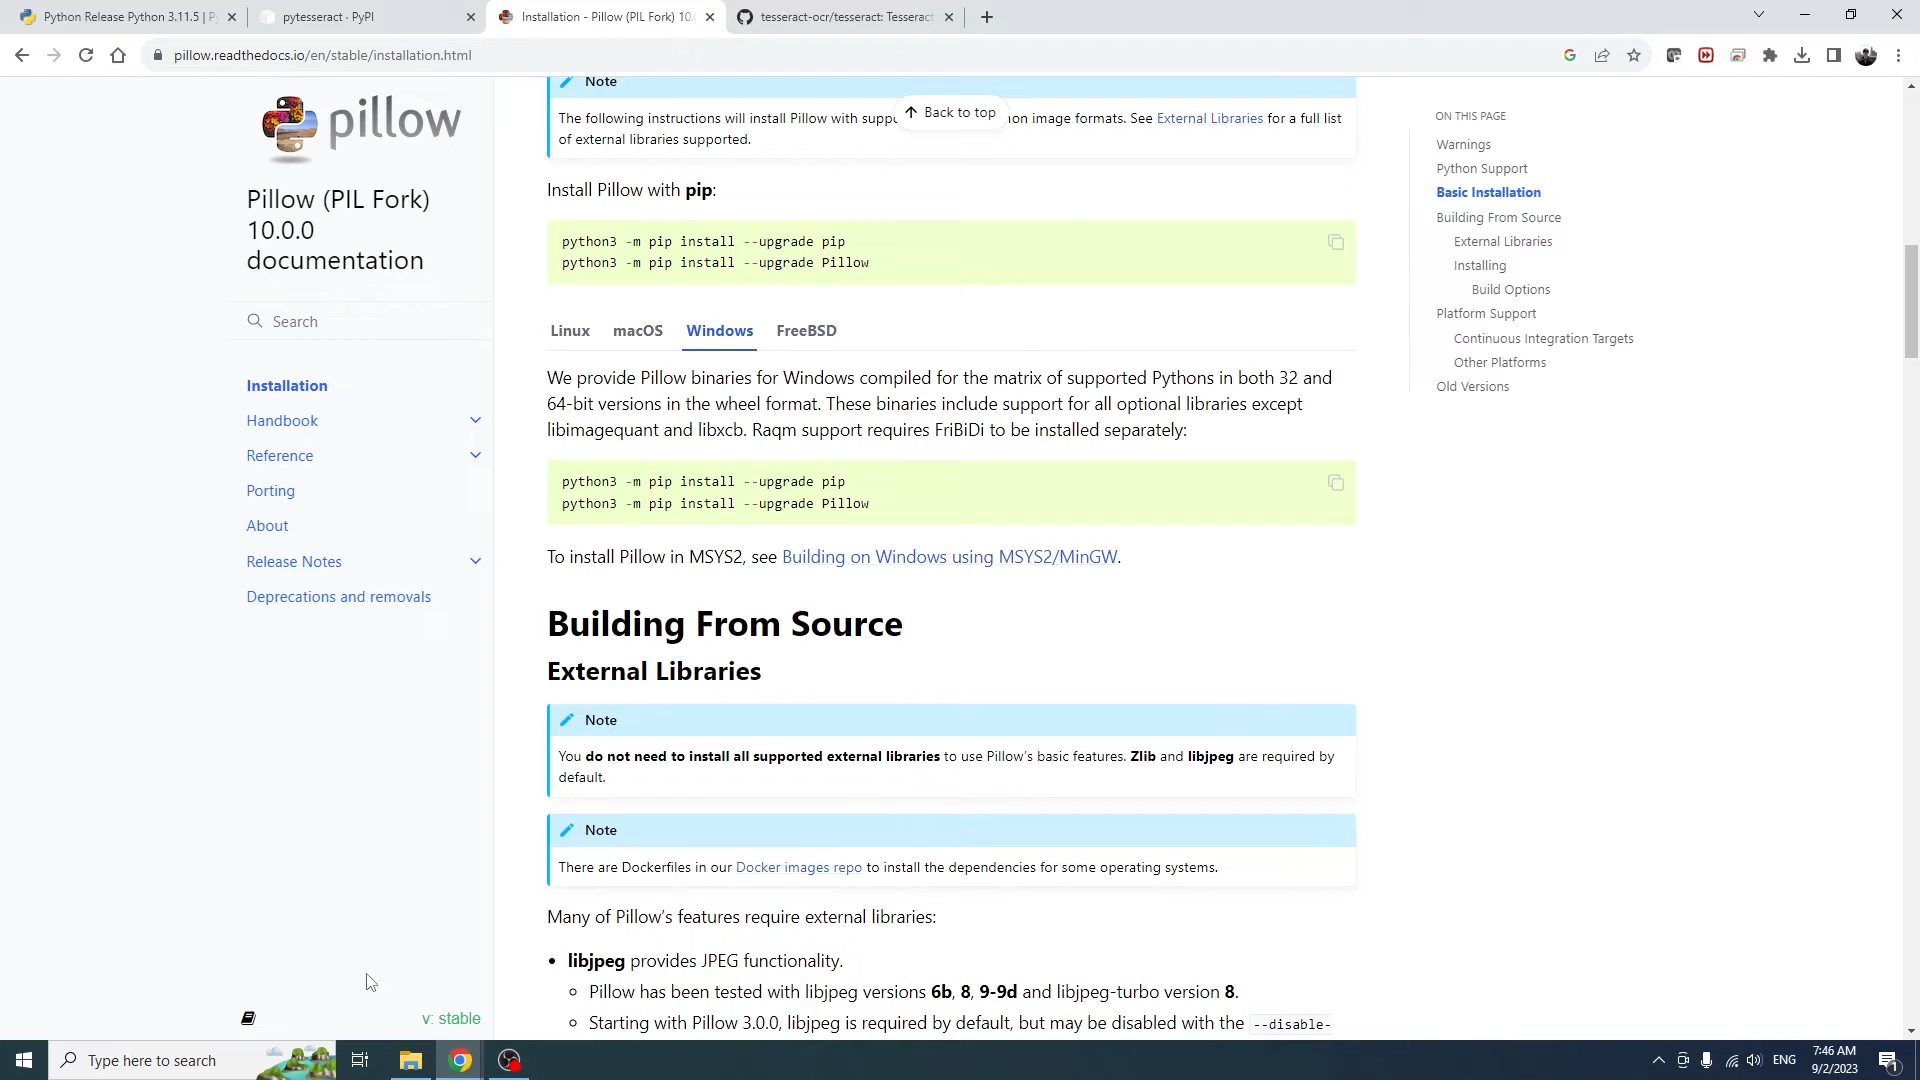 Python Release Python 3.11.5 | P
pytesseract · PyPI
Installation - Pillow (PIL Fork) 10.
tesseract-ocr/tesseract: Tesseract
pillow.readthedocs.io/en/stable/installation.html
pillow
Pillow (PIL Fork)
10.0.0
documentation
Search
Installation
Handbook
Reference
Porting
About
Release Notes
Deprecations and removals
v: stable
Note
Back to top
The following instructions will install Pillow with supp non image formats. See External Libraries for a full list
of external libraries supported.
Install Pillow with pip:
python3 -m pip install --upgrade pip
python3 -m pip install --upgrade Pillow
Linux macOS Windows FreeBSD
We provide Pillow binaries for Windows compiled for the matrix of supported Pythons in both 32 and
64-bit versions in the wheel format. These binaries include support for all optional libraries except
libimagequant and libxcb. Raqm support requires FriBiDi to be installed separately:
python3 -m pip install --upgrade pip
python3 -m pip install --upgrade Pillow
To install Pillow in MSYS2, see Building on Windows using MSYS2/MinGW.
Building From Source
External Libraries
Note
You do not need to install all supported external libraries to use Pillow's basic features. Zlib and libjpeg are required by
default.
Note
There are Dockerfiles in our Docker images repo to install the dependencies for some operating systems.
Many of Pillow's features require external libraries:
• libjpeg provides JPEG functionality.
Pillow has been tested with libjpeg versions 6b, 8, 9-9d and libjpeg-turbo version 8.
Starting with Pillow 3.0.0, libjpeg is required by default, but may be disabled with the --disable-
ON THIS PAGE
Warnings
Python Support
Basic Installation
Building From Source
External Libraries
Installing
Build Options
Platform Support
Continuous Integration Targets
Other Platforms
Old Versions
Type here to search
ENG
7:46 AM
9/2/2023
1